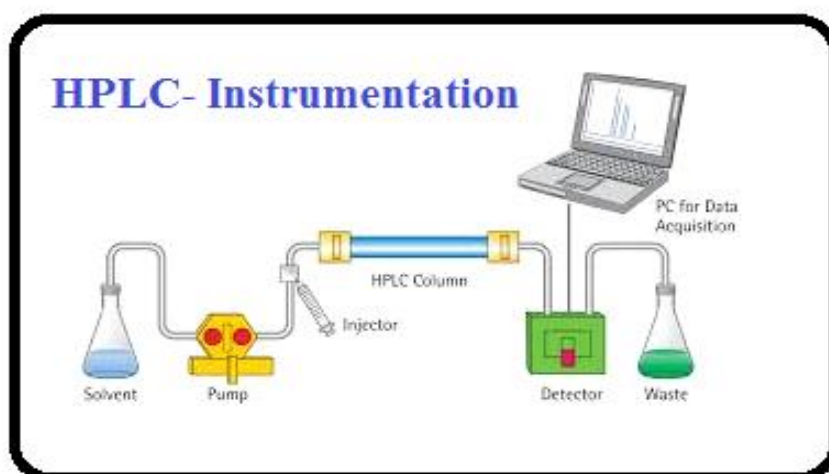 HPLC- Instrumentation
PC for Data
Acquisition
HPLC Column
Injector
Solvent
Pump
Detector
Waste